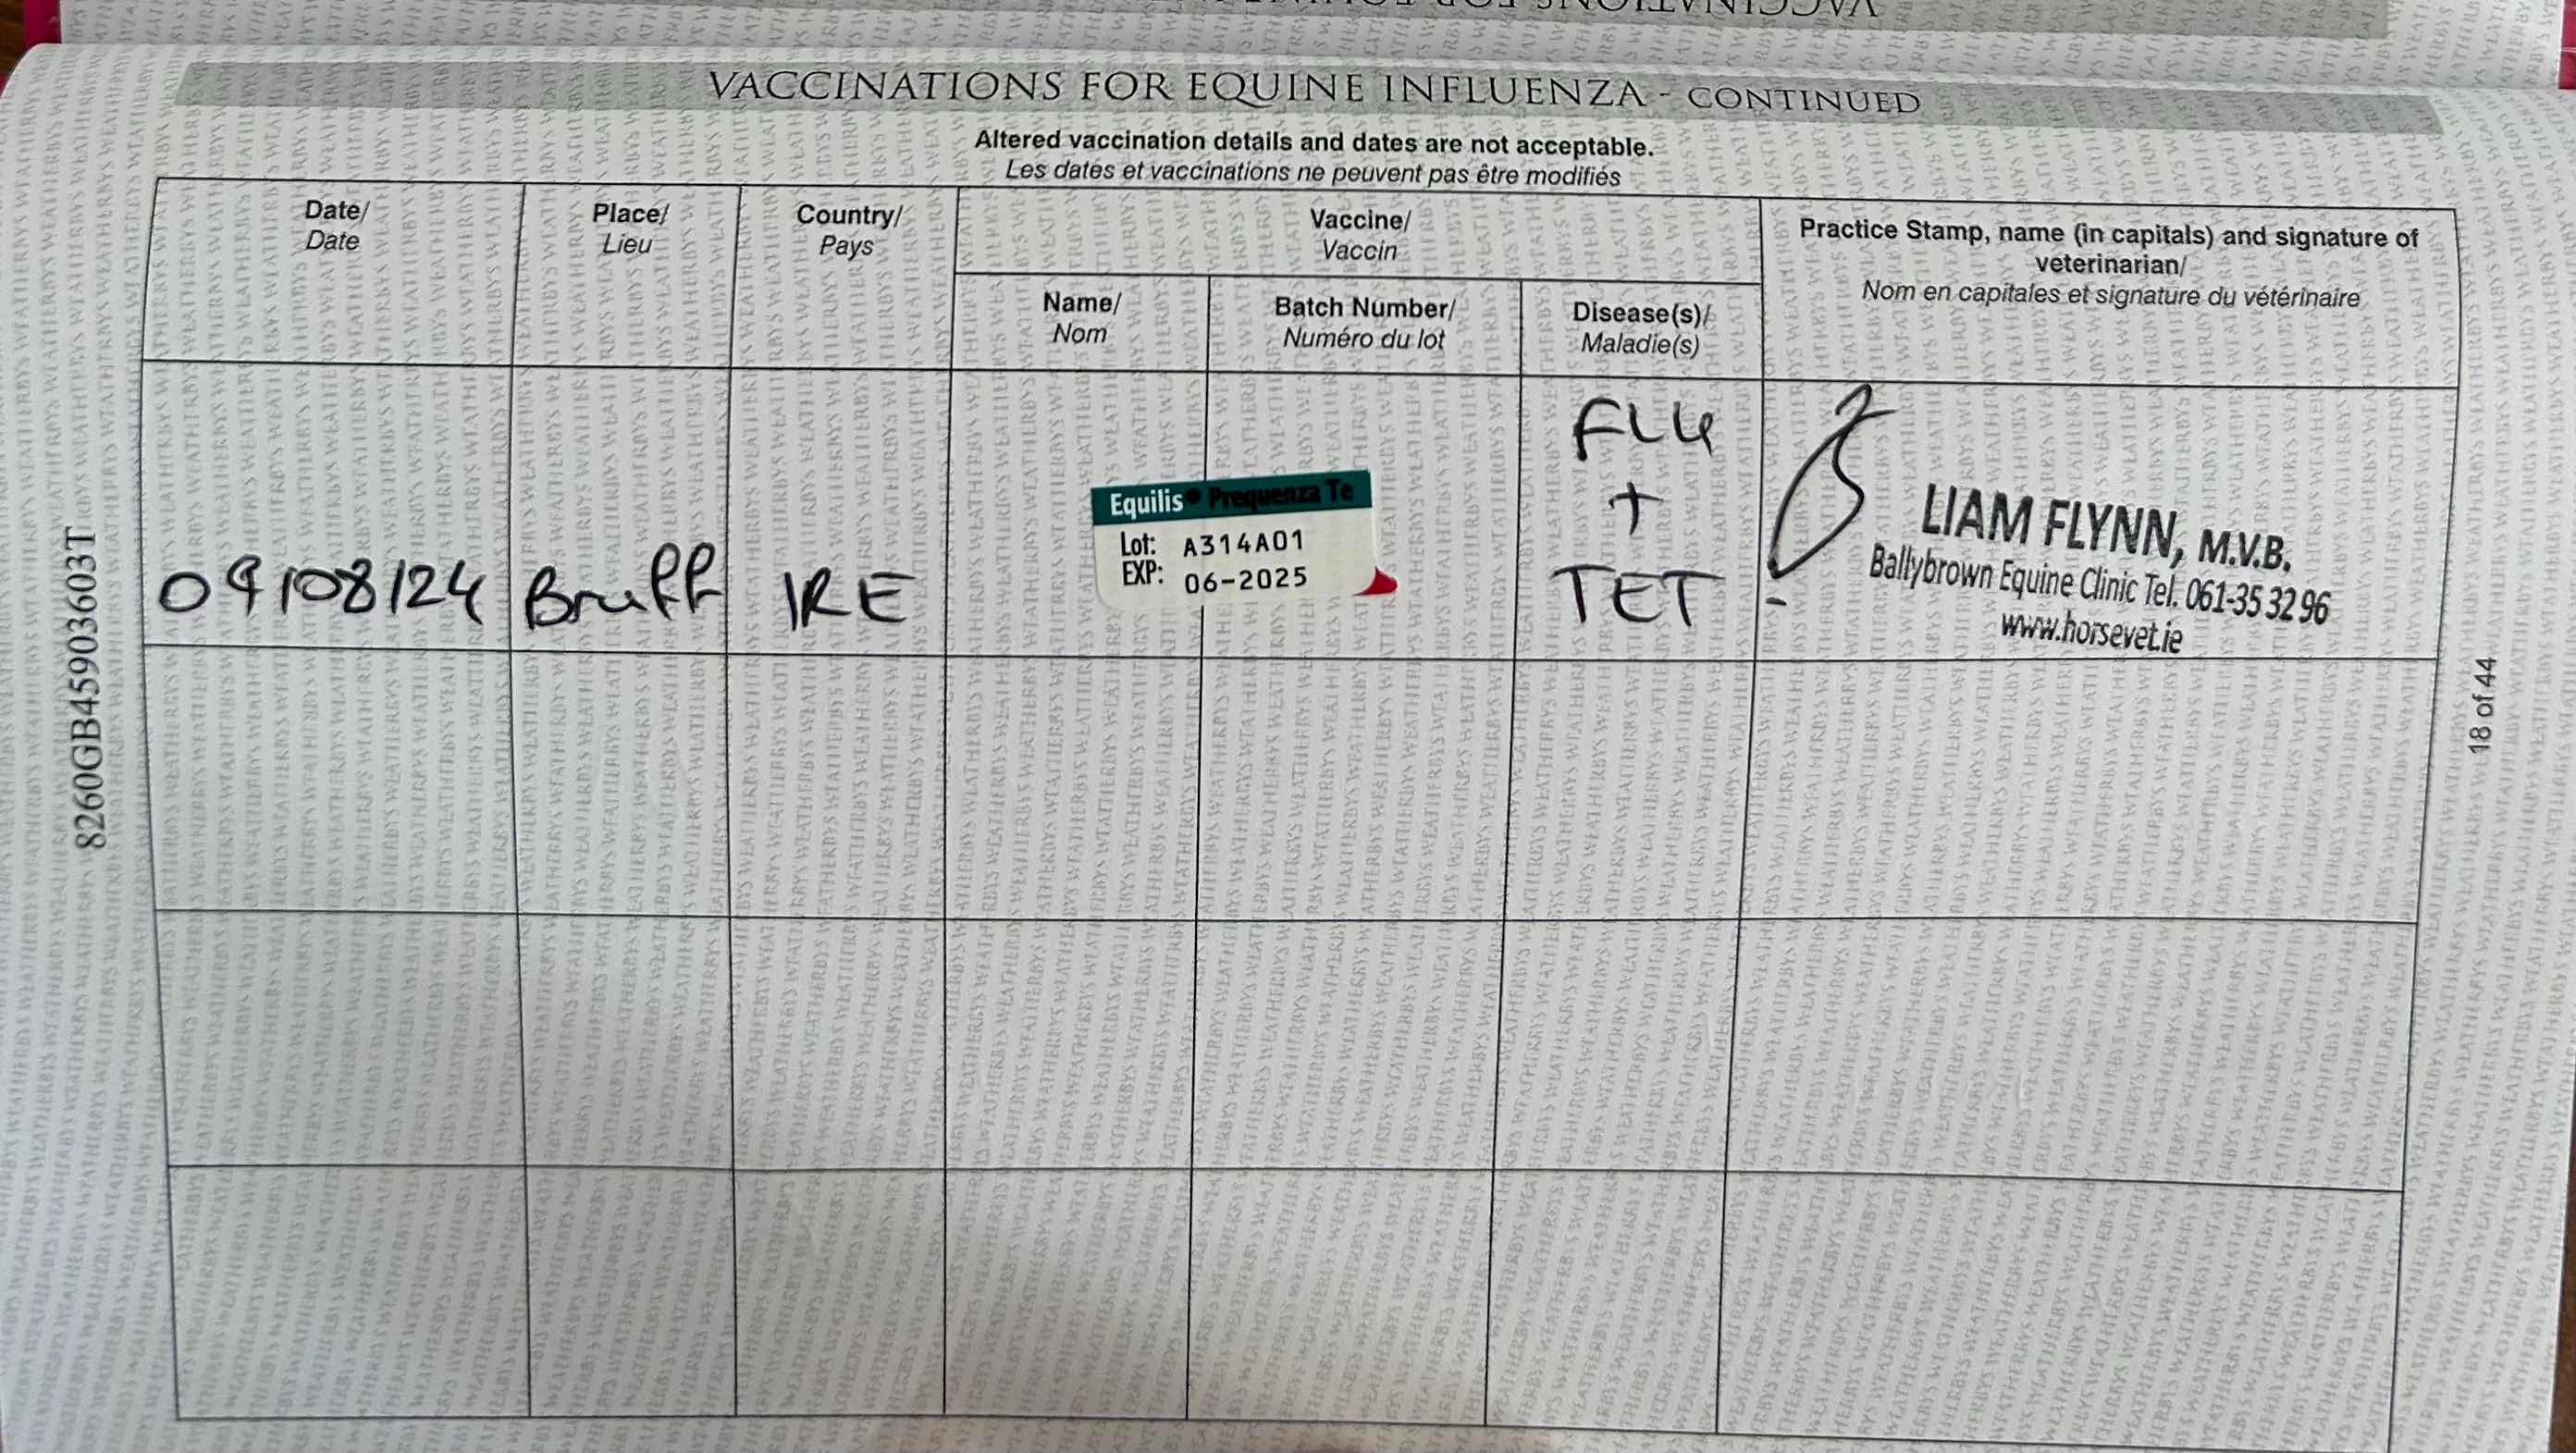 VACCINATIONS FOR EQUINE INFLUENZA - CONTINUED
Altered vaccination details and dates are not acceptable.
Les dates et vaccinations ne peuvent pas être modifiés
Date/
Date
Place/
Lieu
Country/
Pays
Vaccine/
Vaccin
Name/
Nom
Batch Number/
Numéro du lot
Disease(s)/
Maladie(s)
Practice Stamp, name (in capitals) and signature of
veterinarian/
Nom en capitales et signature du vétérinaire
09/08/24
Bruff
IRE
Equilis® Prequenza Te
Lot: A314A01
EXP: 06-2025
FLU
+
TET
LIAM FLYNN, M.V.B.
Ballybrown Equine Clinic Tel. 061-35 32 96
www.horsevet.ie
8260GB45903603T
18 of 44